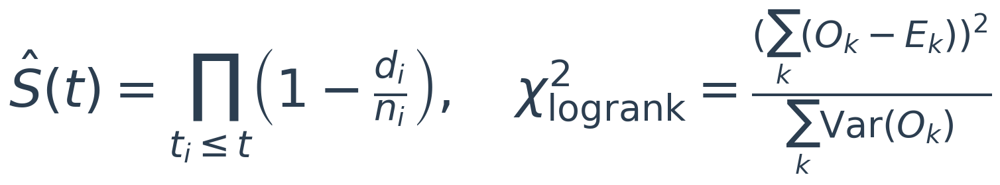 Ŝ(t) = ∏_{t_i ≤ t} (1 − d_i/n_i),  χ²_logrank = (∑_k (O_k − E_k))² / ∑_k Var(O_k)